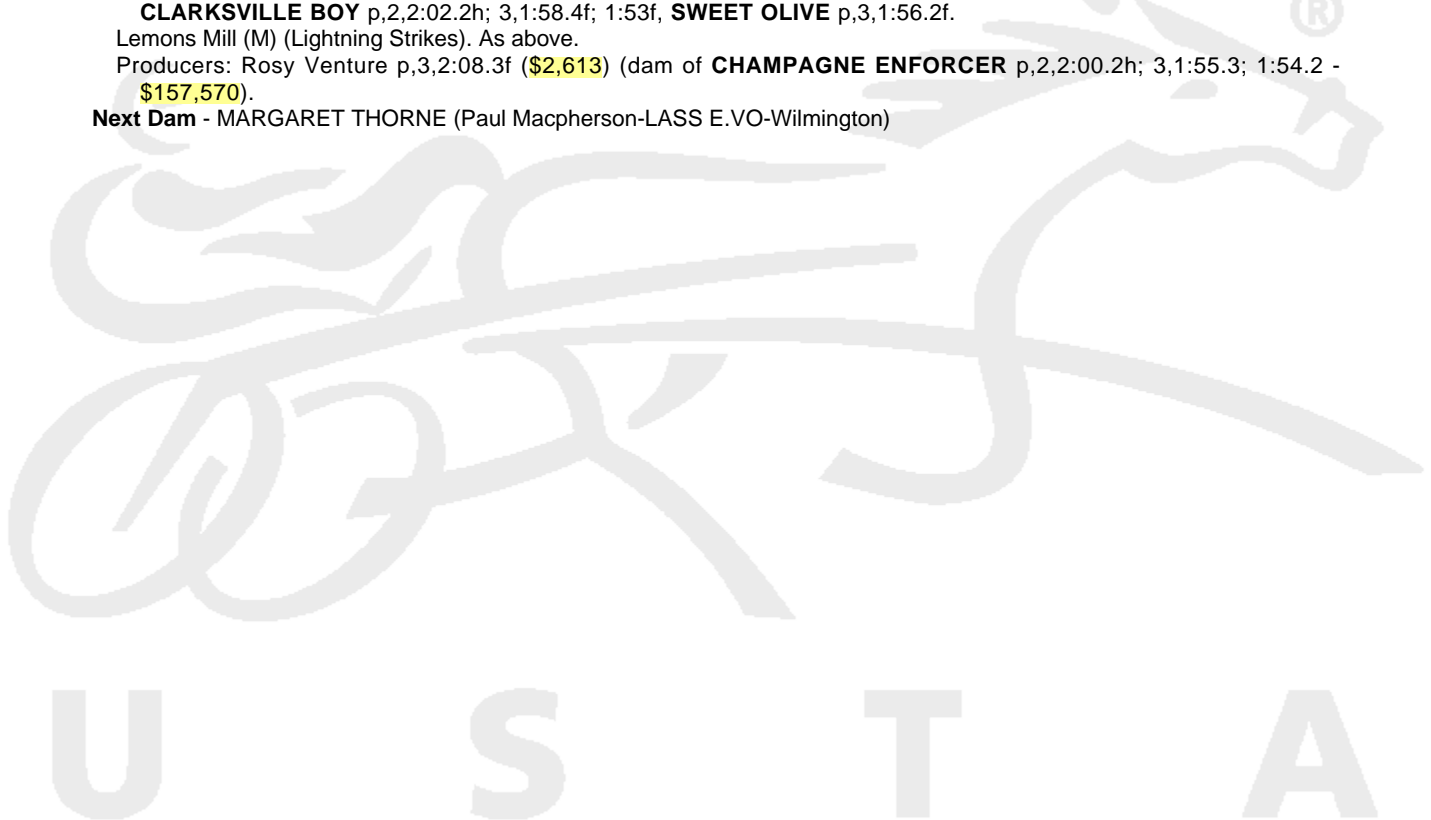 CLARKSVILLE BOY p,2,2:02.2h; 3,1:58.4f; 1:53f, SWEET OLIVE p,3,1:56.2f.
Lemons Mill (M) (Lightning Strikes). As above.
Producers: Rosy Venture p,3,2:08.3f ($2,613) (dam of CHAMPAGNE ENFORCER p,2,2:00.2h; 3,1:55.3; 1:54.2 -
$157,570).
Next Dam - MARGARET THORNE (Paul Macpherson-LASS E.VO-Wilmington)
®
U S T A